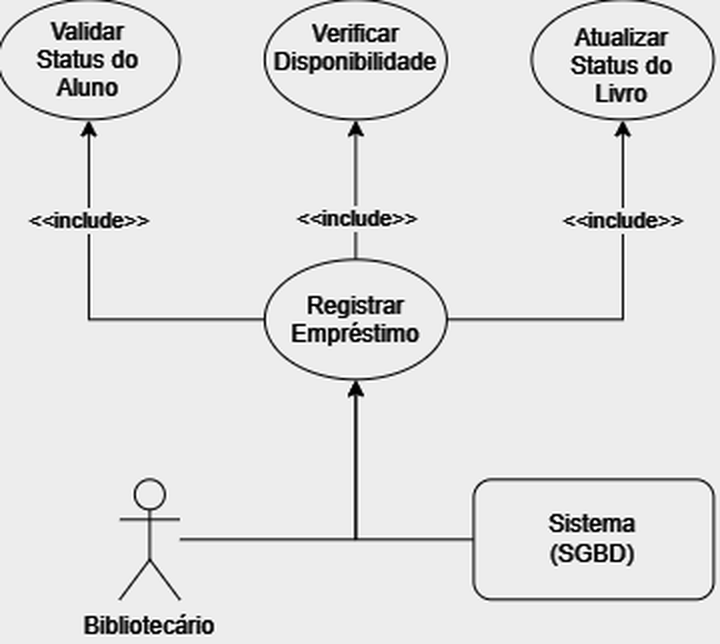 Validar
Status do
Aluno
Verificar
Disponibilidade
Atualizar
Status do
Livro
<<include>>
<<include>>
<<include>>
Registrar
Empréstimo
Sistema
(SGBD)
Bibliotecário